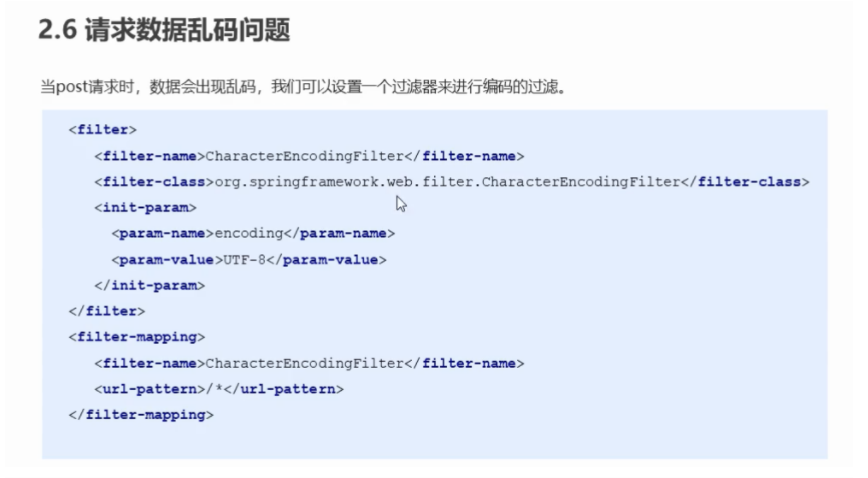 2.6 请求数据乱码问题
当post请求时，数据会出现乱码，我们可以设置一个过滤器来进行编码的过滤。
<filter>
<filter-name>CharacterEncodingFilter</filter-name>
<filter-class>org.springframework.web.filter.CharacterEncodingFilter</filter-class>
<init-param>
<param-name>encoding</param-name>
<param-value>UTF-8</param-value>
</init-param>
</filter>
<filter-mapping>
<filter-name>CharacterEncodingFilter</filter-name>
<url-pattern>/*</url-pattern>
</filter-mapping>